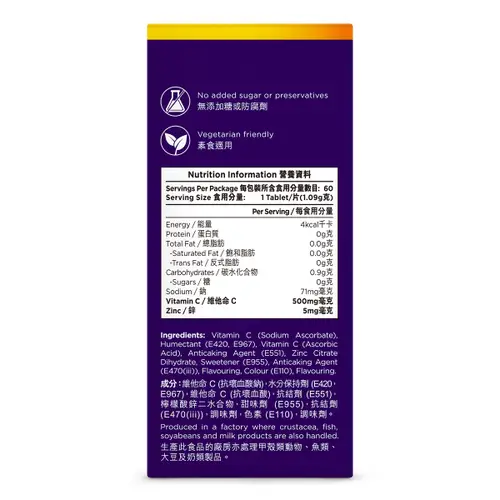 No added sugar or preservatives
無添加糖或防腐劑
Vegetarian friendly
素食適用
Nutrition Information 營養資料
Servings Per Package 每包裝所含食用分量數目: 60
Serving Size 食用分量: 1 Tablet/片(1.09g克)
Per Serving / 每食用分量
Energy / 能量 4kcal千卡
Protein / 蛋白質 0g克
Total Fat / 總脂肪 0.0g克
-Saturated Fat / 飽和脂肪 0.0g克
-Trans Fat / 反式脂肪 0g克
Carbohydrates / 碳水化合物 0.9g克
-Sugars / 糖 0g克
Sodium / 鈉 71mg毫克
Vitamin C / 維他命 C 500mg毫克
Zinc / 鋅 5mg毫克
Ingredients: Vitamin C (Sodium Ascorbate),
Humectant (E420, E967), Vitamin C (Ascorbic
Acid), Anticaking Agent (E551), Zinc Citrate
Dihydrate, Sweetener (E955), Anticaking Agent
(E470(iii)), Flavouring, Colour (E110), Flavouring.
成分: 維他命 C (抗壞血酸鈉), 水分保持劑 (E420,
E967), 維他命 C (抗壞血酸), 抗結劑 (E551),
檸檬酸鋅二水合物, 甜味劑 (E955), 抗結劑
(E470(iii)), 調味劑, 色素 (E110), 調味劑。
Produced in a factory where crustacea, fish,
soyabeans and milk products are also handled.
生產此食品的廠房亦處理甲殼類動物、魚類、
大豆及奶類製品。